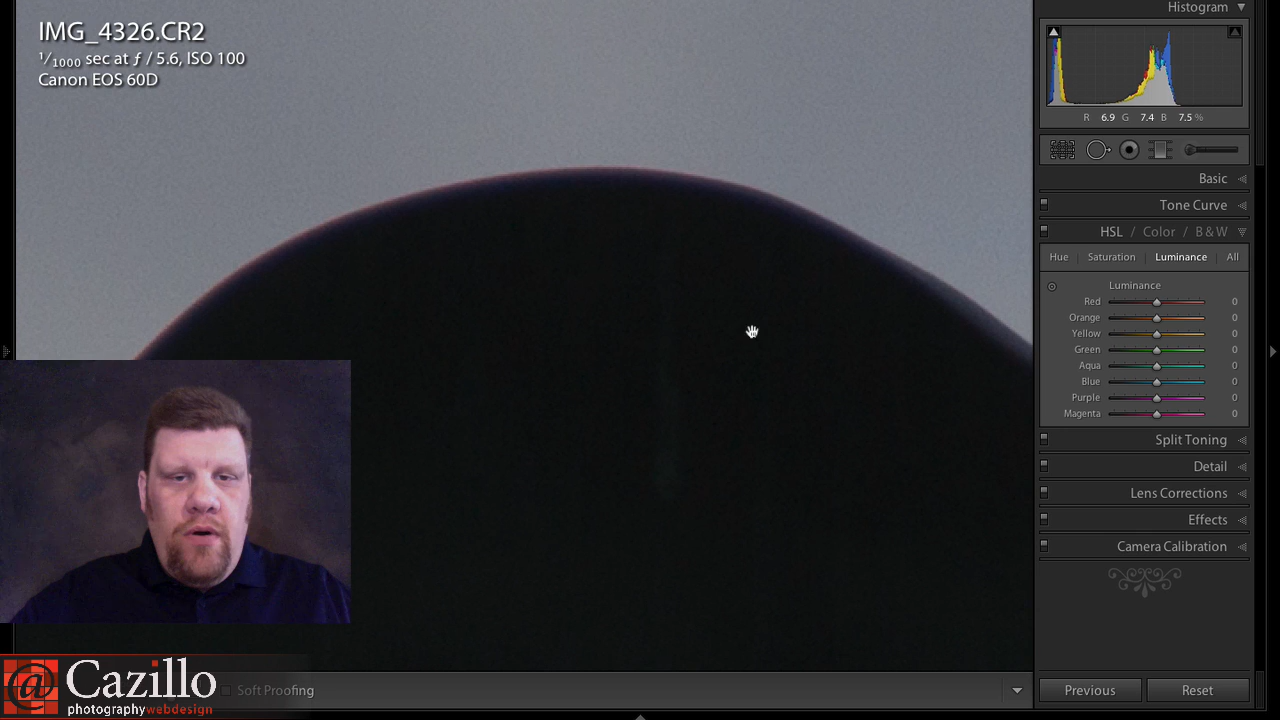 IMG_4326.CR2
1/1000 sec at ƒ / 5.6, ISO 100
Canon EOS 60D
Histogram
R 6.9 G 7.4 B 7.5 %
Basic
Tone Curve
HSL / Color / B & W
Hue Saturation Luminance All
Luminance
Red 0
Orange 0
Yellow 0
Green 0
Aqua 0
Blue 0
Purple 0
Magenta 0
Split Toning
Detail
Lens Corrections
Effects
Camera Calibration
Previous Reset
Soft Proofing
@ Cazillo
photographywebdesign